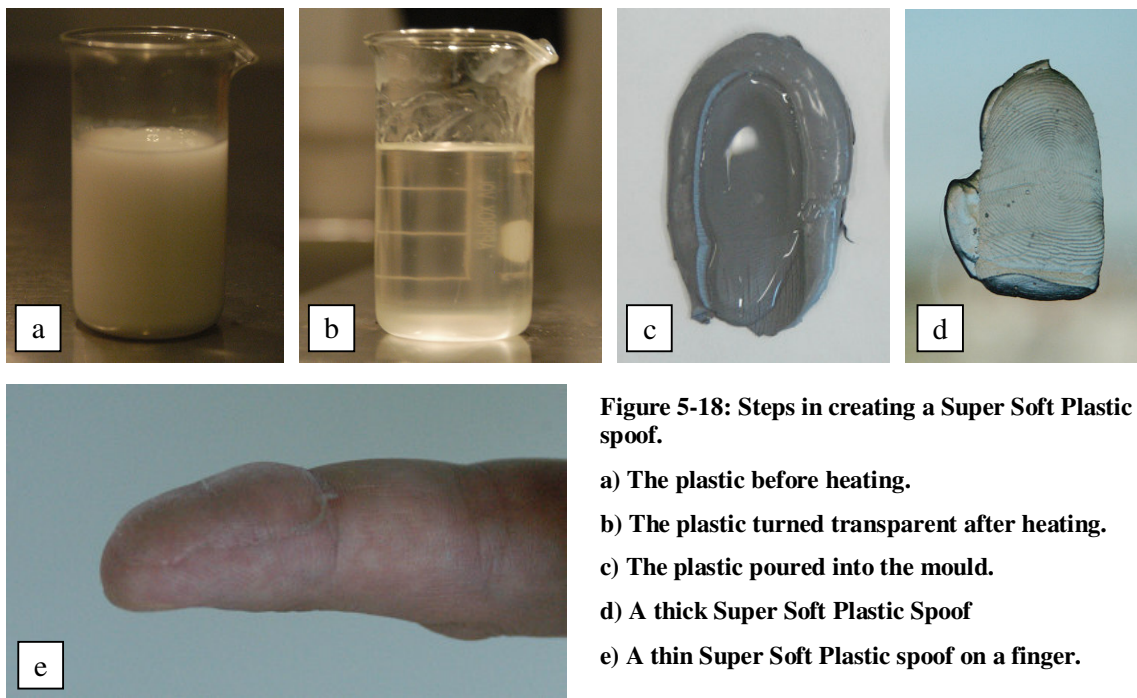 a
b
c
d
e
Figure 5-18: Steps in creating a Super Soft Plastic
spoof.
a) The plastic before heating.
b) The plastic turned transparent after heating.
c) The plastic poured into the mould.
d) A thick Super Soft Plastic Spoof
e) A thin Super Soft Plastic spoof on a finger.